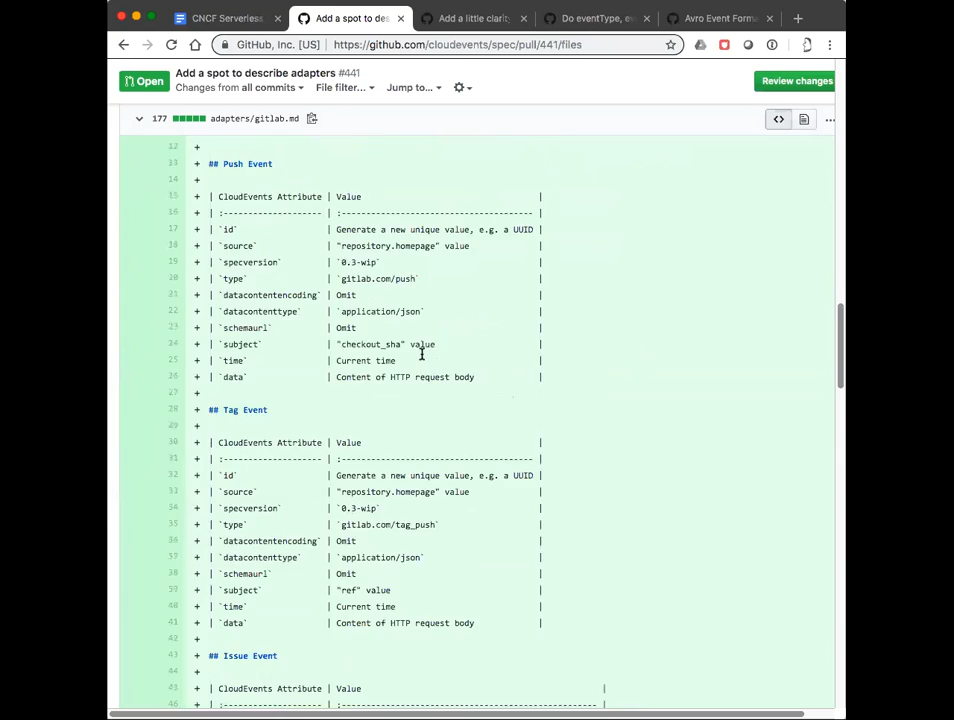 CNCF Serverless
Add a spot to des
Add a little clarity
Do eventType, ev
Avro Event Forma
GitHub, Inc. [US] | https://github.com/cloudevents/spec/pull/441/files
Add a spot to describe adapters #441
Open
Changes from all commits
File filter...
Jump to...
Review changes
177 adapters/gitlab.md
12 +
13 + ## Push Event
14 +
15 + | CloudEvents Attribute | Value |
16 + | :-------------------- | :------------------------------------- |
17 + | `id` | Generate a new unique value, e.g. a UUID |
18 + | `source` | "repository.homepage" value |
19 + | `specversion` | `0.3-wip` |
20 + | `type` | `gitlab.com/push` |
21 + | `datacontentencoding` | Omit |
22 + | `datacontenttype` | `application/json` |
23 + | `schemaurl` | Omit |
24 + | `subject` | "checkout_sha" value |
25 + | `time` | Current time |
26 + | `data` | Content of HTTP request body |
27 +
28 + ## Tag Event
29 +
30 + | CloudEvents Attribute | Value |
31 + | :-------------------- | :------------------------------------- |
32 + | `id` | Generate a new unique value, e.g. a UUID |
33 + | `source` | "repository.homepage" value |
34 + | `specversion` | `0.3-wip` |
35 + | `type` | `gitlab.com/tag_push` |
36 + | `datacontentencoding` | Omit |
37 + | `datacontenttype` | `application/json` |
38 + | `schemaurl` | Omit |
39 + | `subject` | "ref" value |
40 + | `time` | Current time |
41 + | `data` | Content of HTTP request body |
42 +
43 + ## Issue Event
44 +
45 + | CloudEvents Attribute | Value |
46 + | :-------------------- | :--------------------------------------------- |